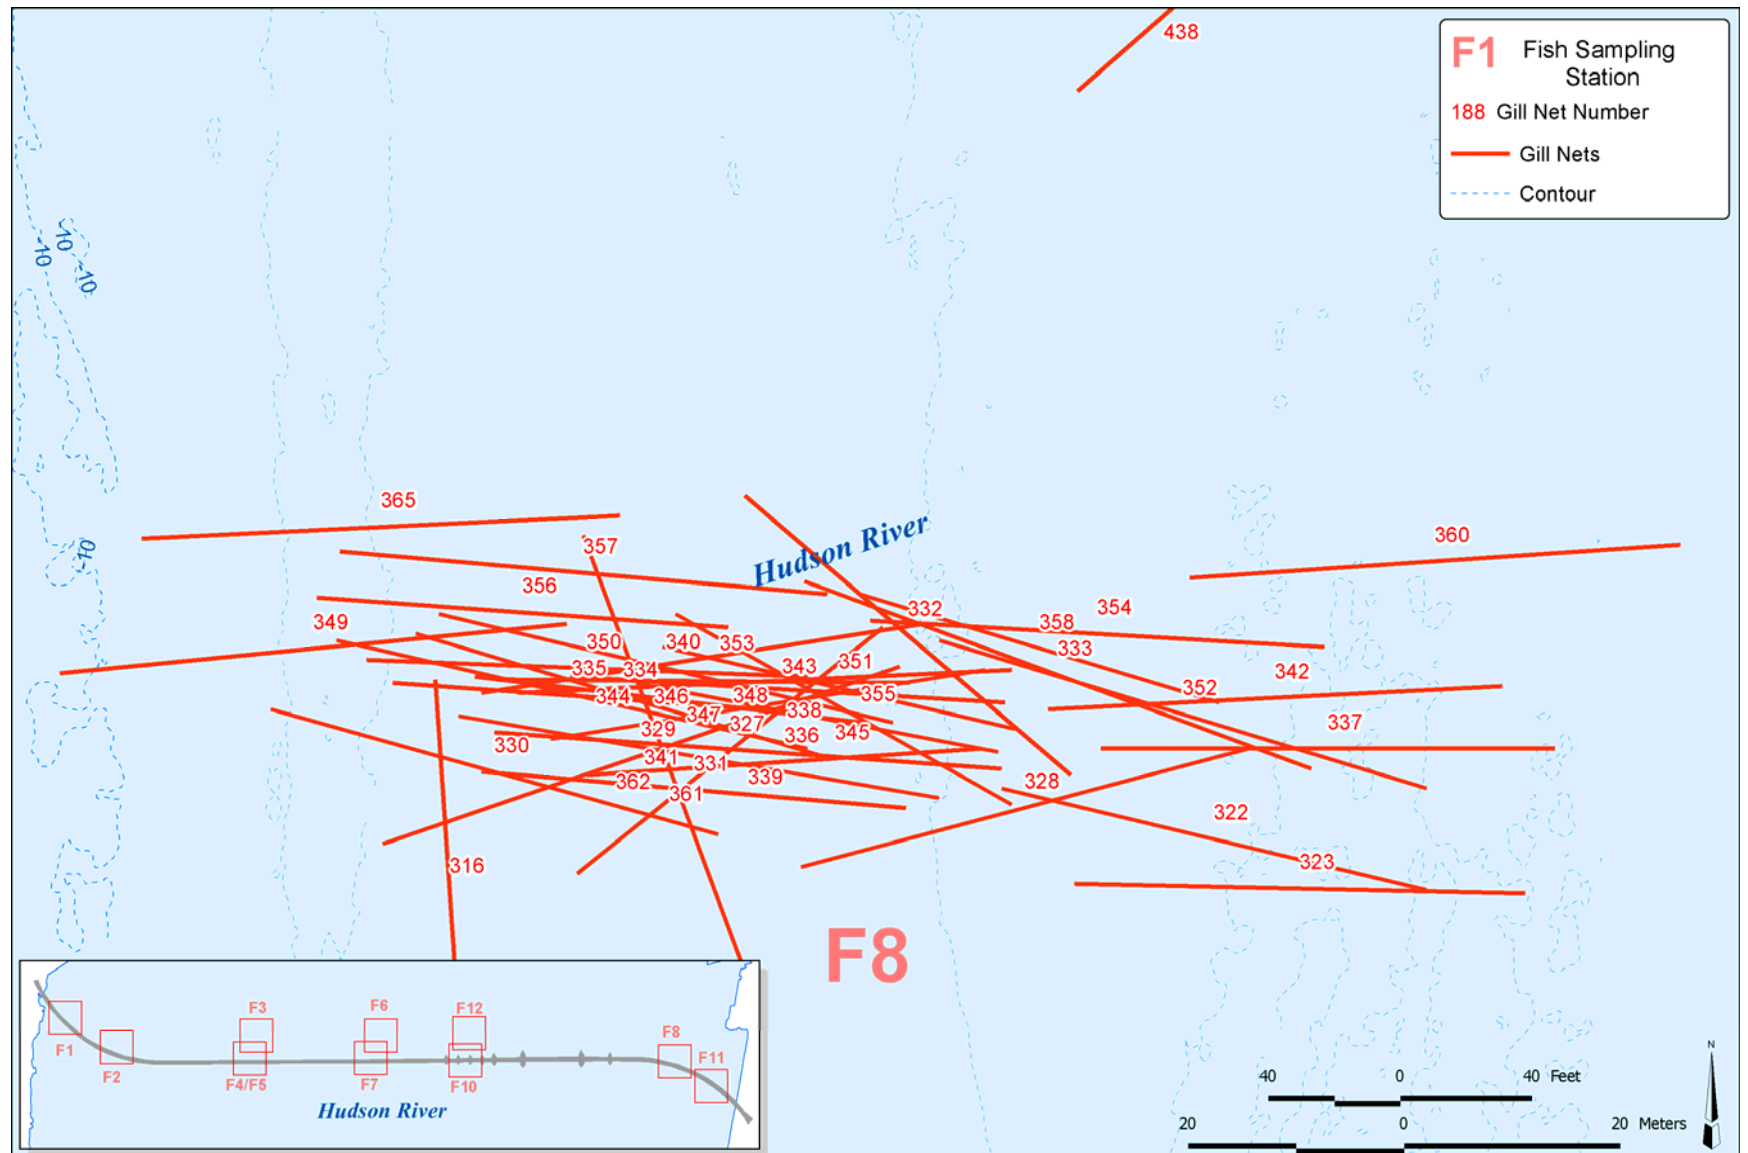 438
F1 Fish Sampling
Station
188 Gill Net Number
Gill Nets
Contour
-10
-10
-10
365
Hudson River
357
360
-10
356
349
332
354
358
350
340
353
333
335
334
343
351
342
344
346
348
355
352
347
338
329
327
336
345
337
330
341
331
362
339
328
361
322
316
323
F8
F1
F2
F3
F4/F5
F6
F7
F12
F10
F8
F11
Hudson River
N
40 0 40 Feet
20 0 20 Meters